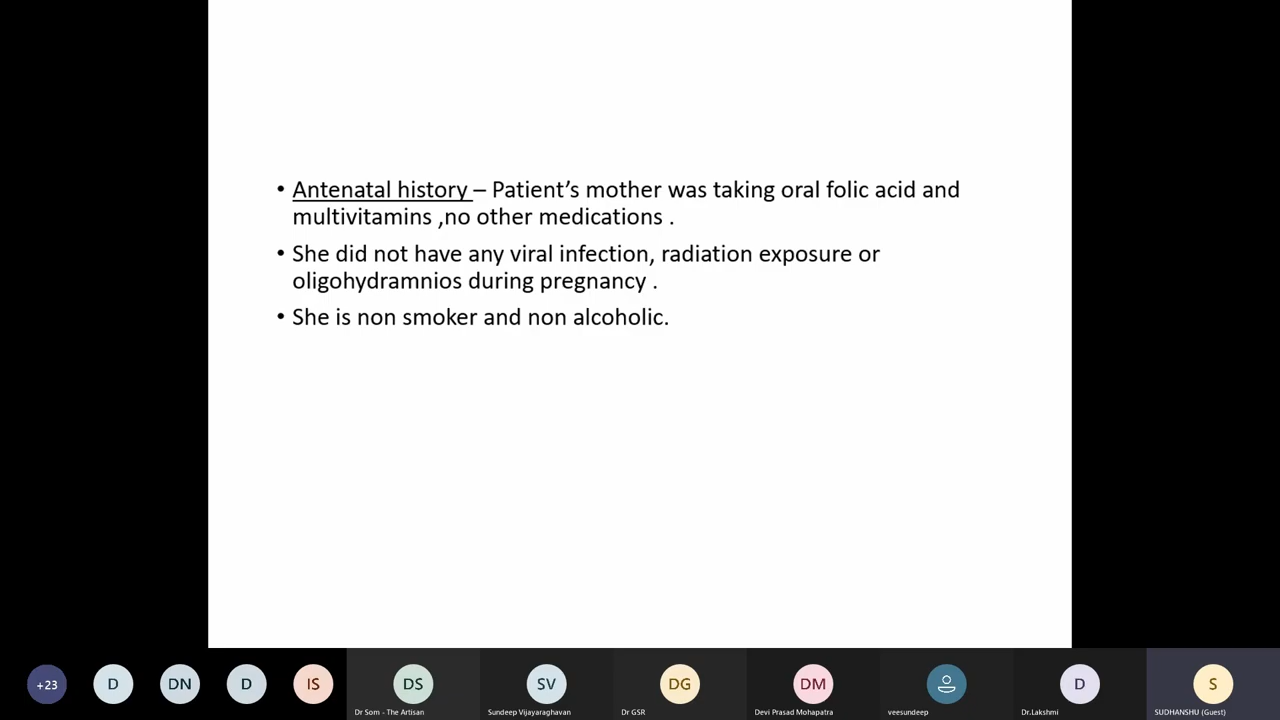 • Antenatal history – Patient’s mother was taking oral folic acid and
multivitamins ,no other medications .
• She did not have any viral infection, radiation exposure or
oligohydramnios during pregnancy .
• She is non smoker and non alcoholic.
+23
D
DN
D
IS
DS
SV
DG
DM
D
S
Dr Som - The Artisan
Sundeep Vijayaraghavan
Dr GSR
Devi Prasad Mohapatra
veesundeep
Dr.Lakshmi
SUDHANSHU (Guest)